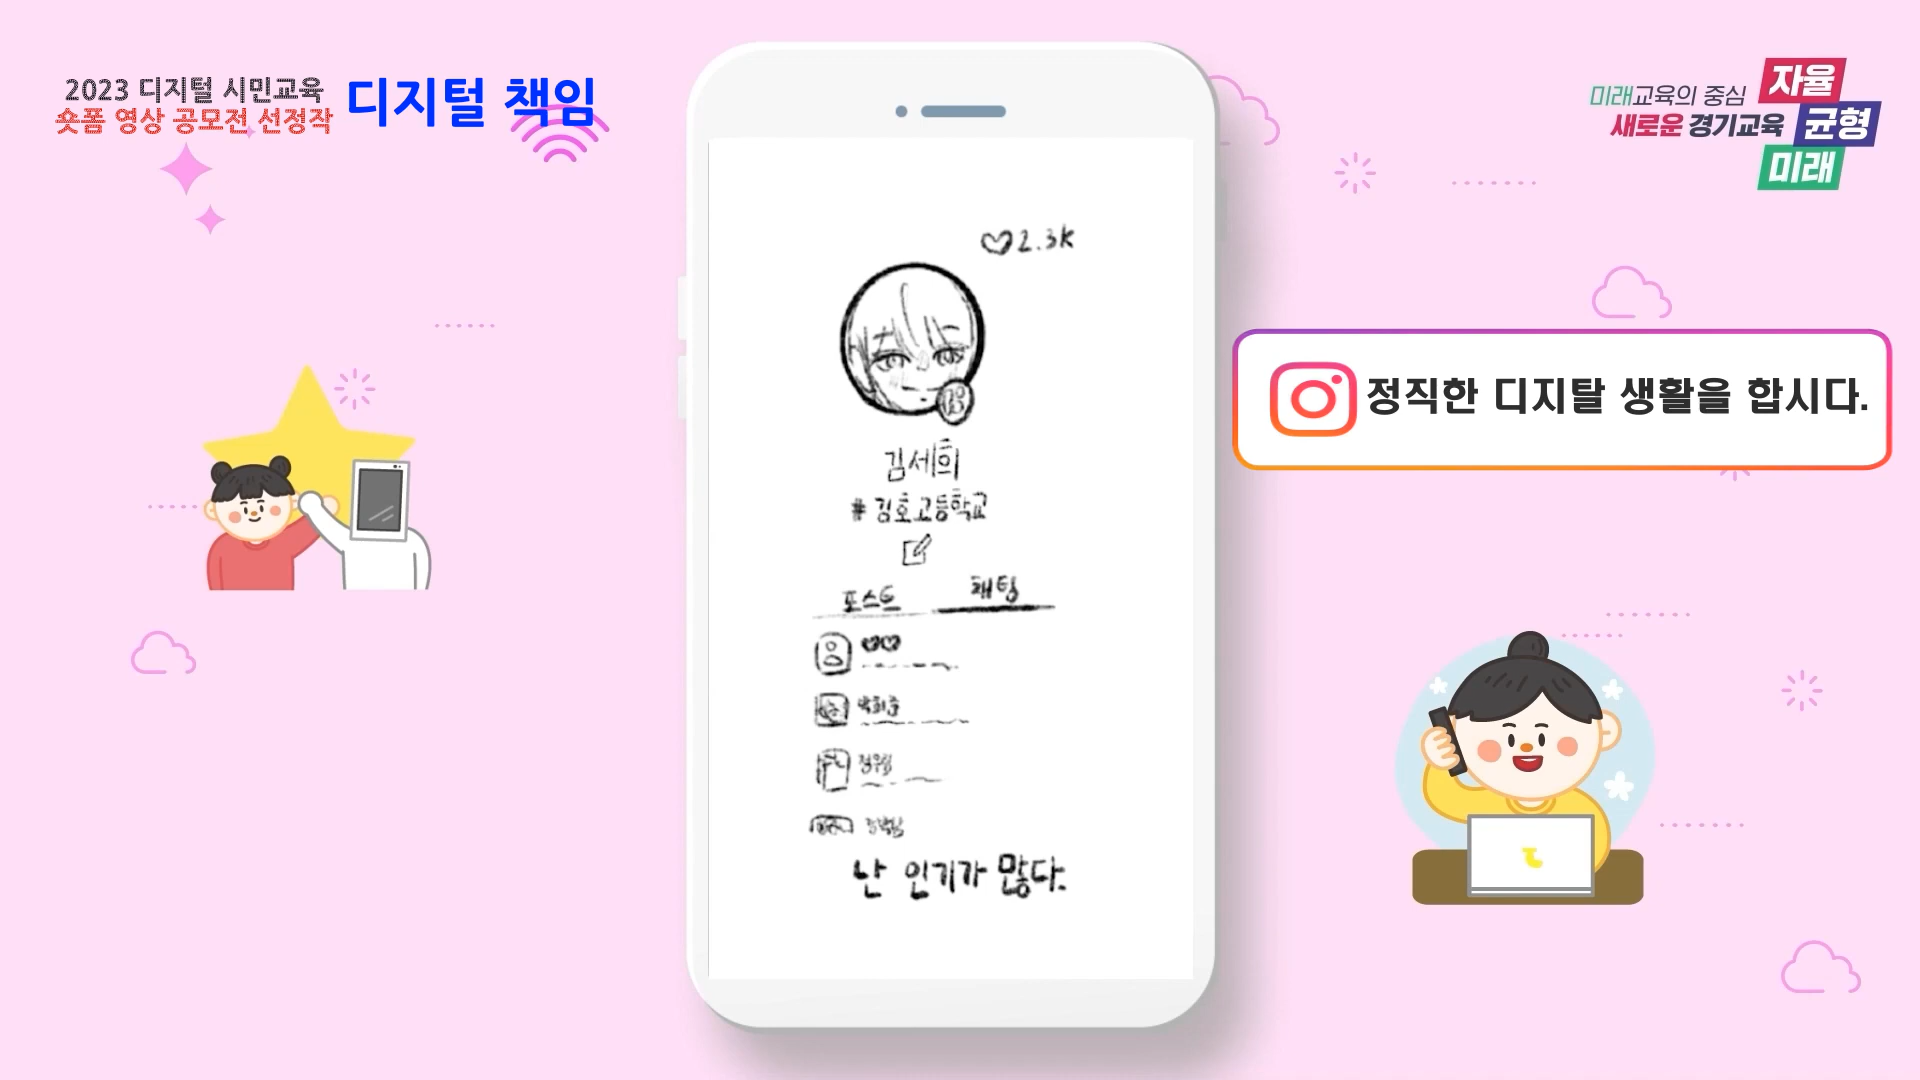 2023 디지털 시민교육
숏폼 영상 공모전 선정작
디지털 책임
미래교육의 중심
새로운 경기교육
자율
균형
미래
♡2.3K
김세희
# 김호고등학교
포스트 채팅
♥♥
난 인기가 많다.
정직한 디지탈 생활을 합시다.